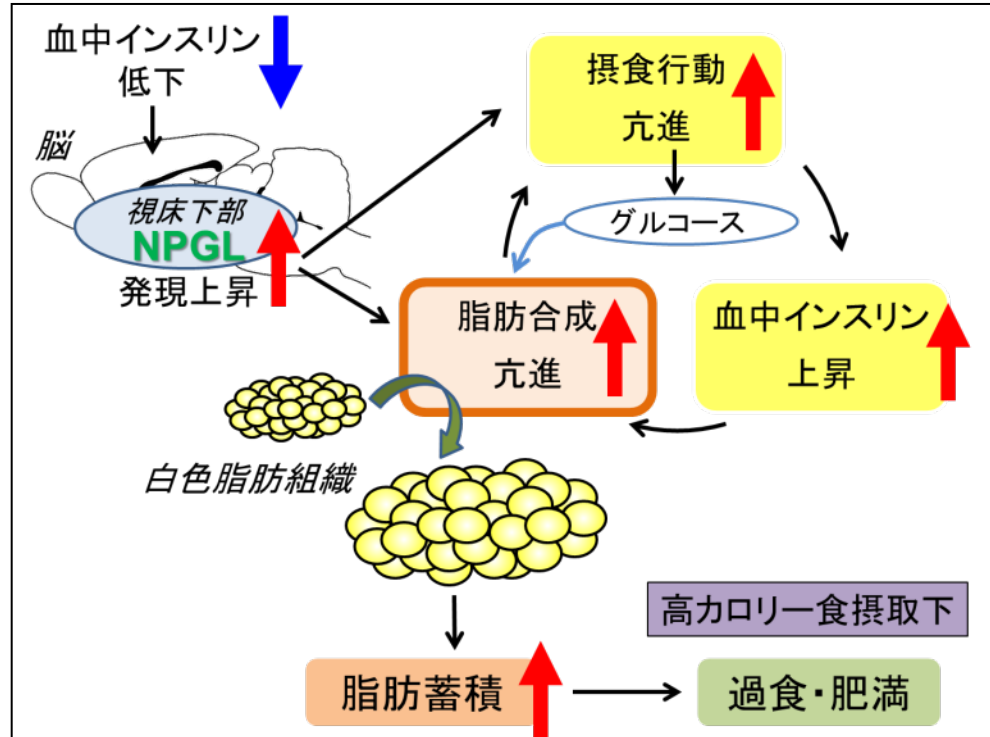 血中インスリン
低下
脳
視床下部
NPGL
発現上昇
摂食行動
亢進
グルコース
脂肪合成
亢進
血中インスリン
上昇
白色脂肪組織
高カロリー食摂取下
脂肪蓄積
過食・肥満